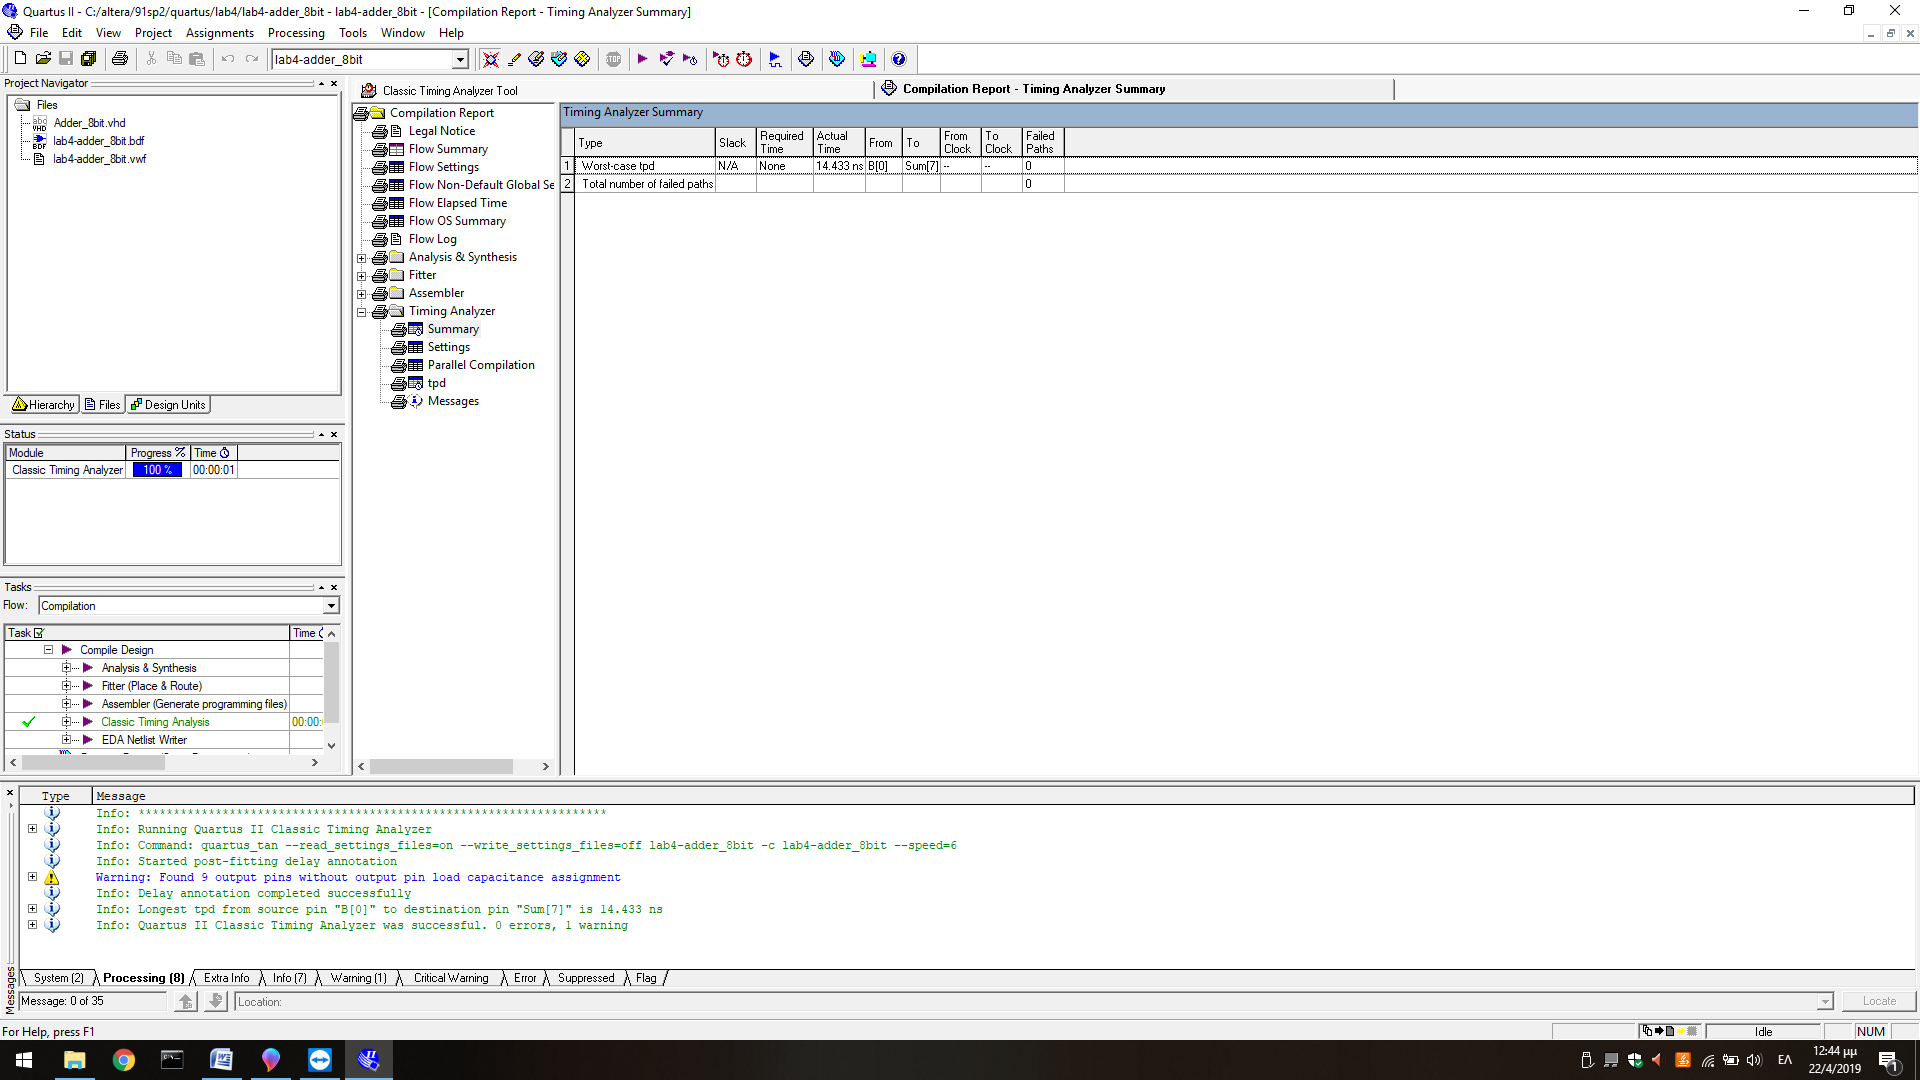 Quartus II - C:/altera/91sp2/quartus/lab4/lab4-adder_8bit - lab4-adder_8bit - [Compilation Report - Timing Analyzer Summary]
File Edit View Project Assignments Processing Tools Window Help
lab4-adder_8bit
Project Navigator
Files
Adder_8bit.vhd
lab4-adder_8bit.bdf
lab4-adder_8bit.vwf
Hierarchy Files Design Units
Status
Module Progress % Time
Classic Timing Analyzer 100 % 00:00:01
Tasks
Flow: Compilation
Task Time
Compile Design
Analysis & Synthesis
Fitter (Place & Route)
Assembler (Generate programming files)
Classic Timing Analysis 00:00:
EDA Netlist Writer
Classic Timing Analyzer Tool
Compilation Report - Timing Analyzer Summary
Compilation Report
Legal Notice
Flow Summary
Flow Settings
Flow Non-Default Global Se
Flow Elapsed Time
Flow OS Summary
Flow Log
Analysis & Synthesis
Fitter
Assembler
Timing Analyzer
Summary
Settings
Parallel Compilation
tpd
Messages
Timing Analyzer Summary
Type Slack Required Time Actual Time From To From Clock To Clock Failed Paths
1 Worst-case tpd N/A None 14.433 ns B[0] Sum[7] -- -- 0
2 Total number of failed paths 0
Type Message
Info: *******************************************************************
Info: Running Quartus II Classic Timing Analyzer
Info: Command: quartus_tan --read_settings_files=on --write_settings_files=off lab4-adder_8bit -c lab4-adder_8bit --speed=6
Info: Started post-fitting delay annotation
Warning: Found 9 output pins without output pin load capacitance assignment
Info: Delay annotation completed successfully
Info: Longest tpd from source pin "B[0]" to destination pin "Sum[7]" is 14.433 ns
Info: Quartus II Classic Timing Analyzer was successful. 0 errors, 1 warning
System (2) Processing (8) Extra Info Info (7) Warning (1) Critical Warning Error Suppressed Flag
Messages
Message: 0 of 35 Location: Locate
For Help, press F1 Idle NUM
ΕΛ
12:44 μμ
22/4/2019
1